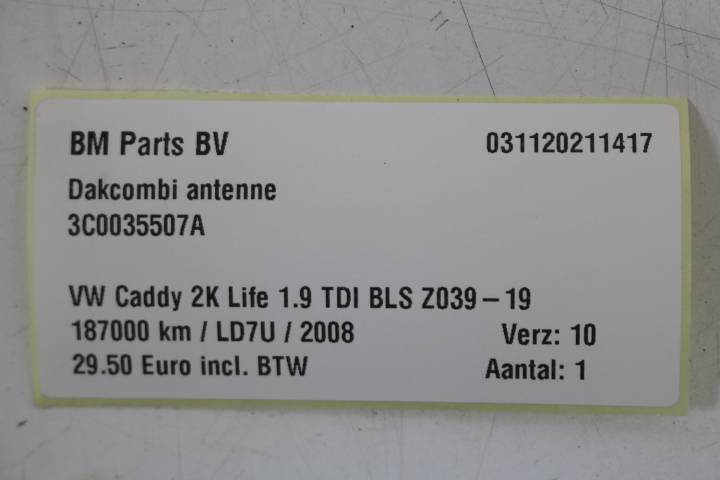 BM Parts BV 031120211417
Dakcombi antenne
3C0035507A
VW Caddy 2K Life 1.9 TDI BLS Z039 – 19
187000 km / LD7U / 2008 Verz: 10
29.50 Euro incl. BTW Aantal: 1